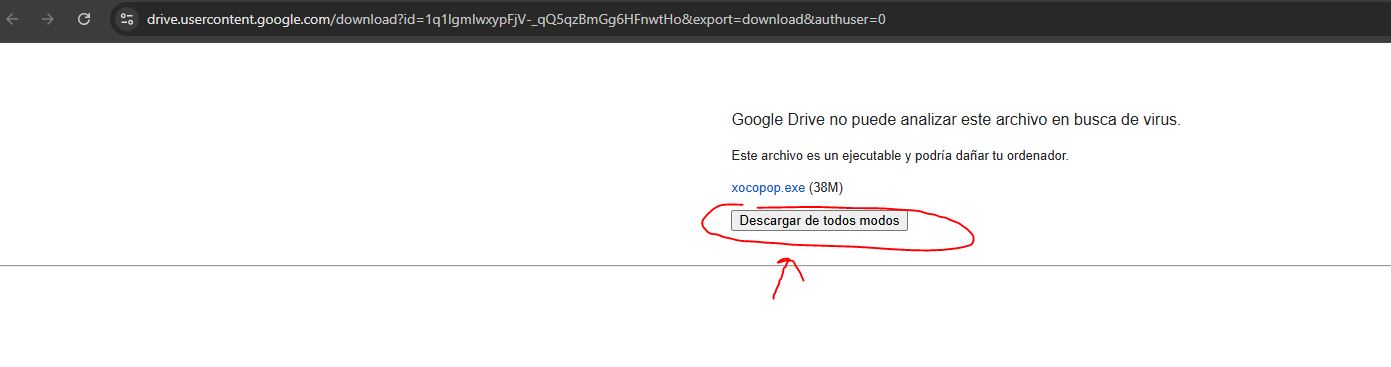 drive.usercontent.google.com/download?id=1q1IgmIwxypFjV-_qQ5qzBmGg6HFnwtHo&export=download&authuser=0
Google Drive no puede analizar este archivo en busca de virus.
Este archivo es un ejecutable y podría dañar tu ordenador.
xocopop.exe (38M)
Descargar de todos modos